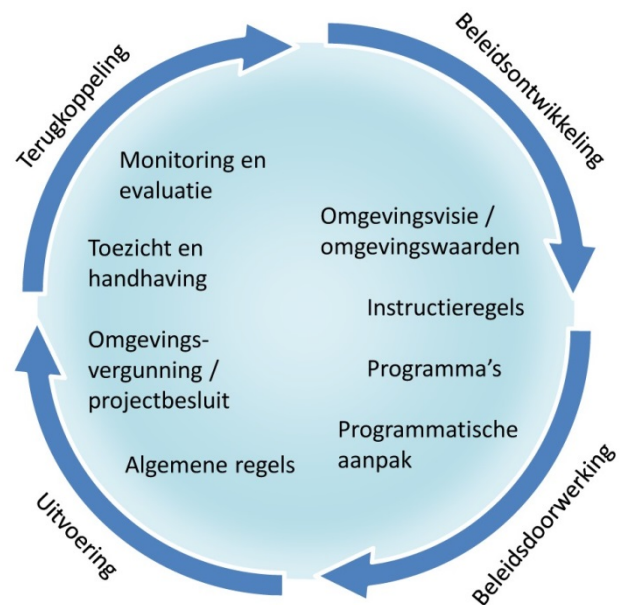 Beleidsontwikkeling
Omgevingsvisie /
omgevingswaarden
Instructieregels
Programma’s
Programmatische
aanpak
Beleidsdoorwerking
Algemene regels
Uitvoering
Omgevings-
vergunning /
projectbesluit
Toezicht en
handhaving
Monitoring en
evaluatie
Terugkoppeling